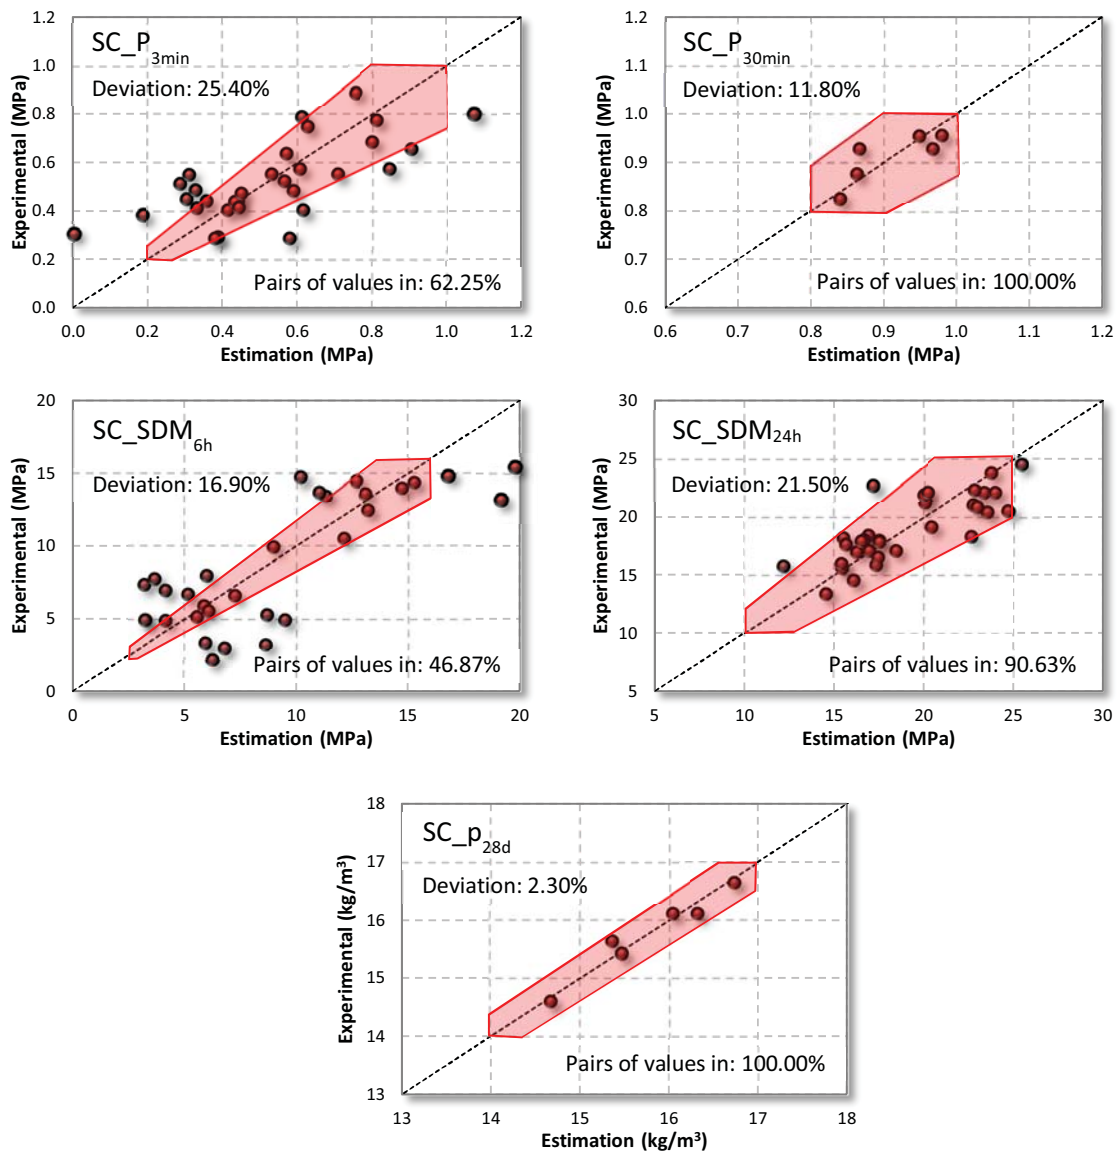 SC_P3min
Deviation: 25.40%
Pairs of values in: 62.25%
Experimental (MPa)
1.2
1.0
0.8
0.6
0.4
0.2
0.0
0.0 0.2 0.4 0.6 0.8 1.0 1.2
Estimation (MPa)
SC_P30min
Deviation: 11.80%
Pairs of values in: 100.00%
Experimental (MPa)
1.2
1.1
1.0
0.9
0.8
0.7
0.6
0.6 0.7 0.8 0.9 1.0 1.1 1.2
Estimation (MPa)
SC_SDM6h
Deviation: 16.90%
Pairs of values in: 46.87%
Experimental (MPa)
20
15
10
5
0
0 5 10 15 20
Estimation (MPa)
SC_SDM24h
Deviation: 21.50%
Pairs of values in: 90.63%
Experimental (MPa)
30
25
20
15
10
5
5 10 15 20 25 30
Estimation (MPa)
SC_p28d
Deviation: 2.30%
Pairs of values in: 100.00%
Experimental (kg/m³)
18
17
16
15
14
13
13 14 15 16 17 18
Estimation (kg/m³)